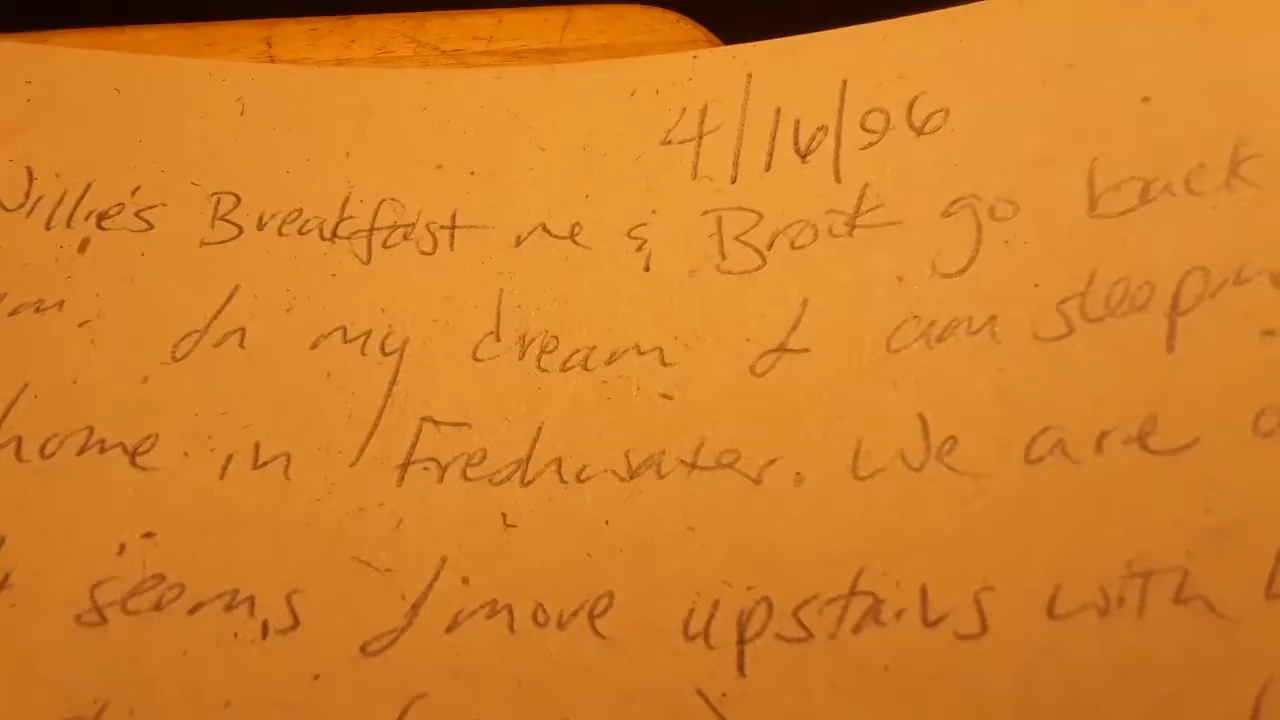 4/16/96
Willie's Breakfast me & Brock go back
In my dream I am
home in Freshwater. We are
seems I move upstairs with